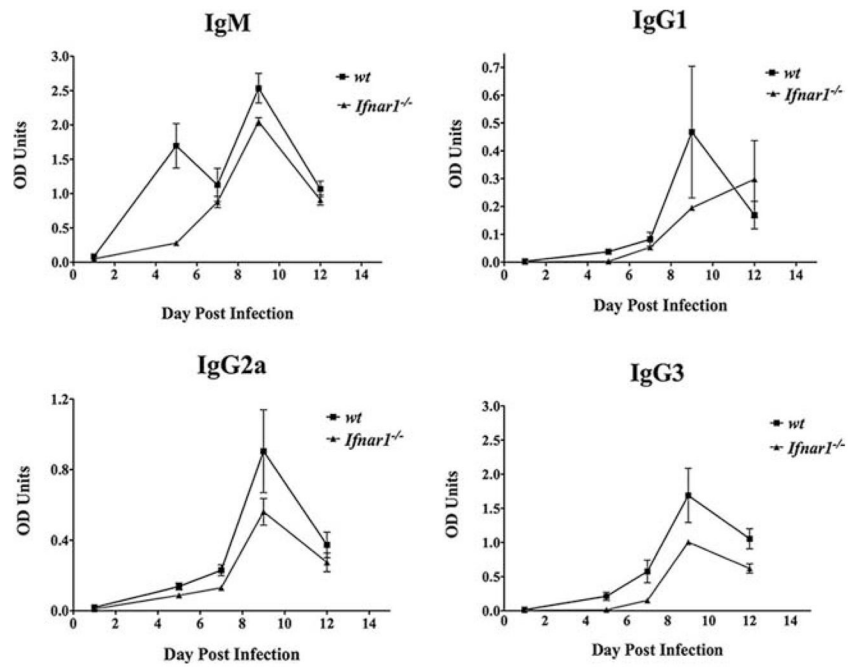 IgM
3.0
2.5
2.0
1.5
1.0
0.5
0.0
OD Units
0 2 4 6 8 10 12 14
Day Post Infection
wt
Ifnar1-/-
IgG1
0.7
0.6
0.5
0.4
0.3
0.2
0.1
0.0
OD Units
0 2 4 6 8 10 12 14
Day Post Infection
wt
Ifnar1-/-
IgG2a
1.2
0.8
0.4
0.0
OD Units
0 2 4 6 8 10 12 14
Day Post Infection
wt
Ifnar1-/-
IgG3
3.0
2.5
2.0
1.5
1.0
0.5
0.0
OD Units
0 2 4 6 8 10 12 14
Day Post Infection
wt
Ifnar1-/-